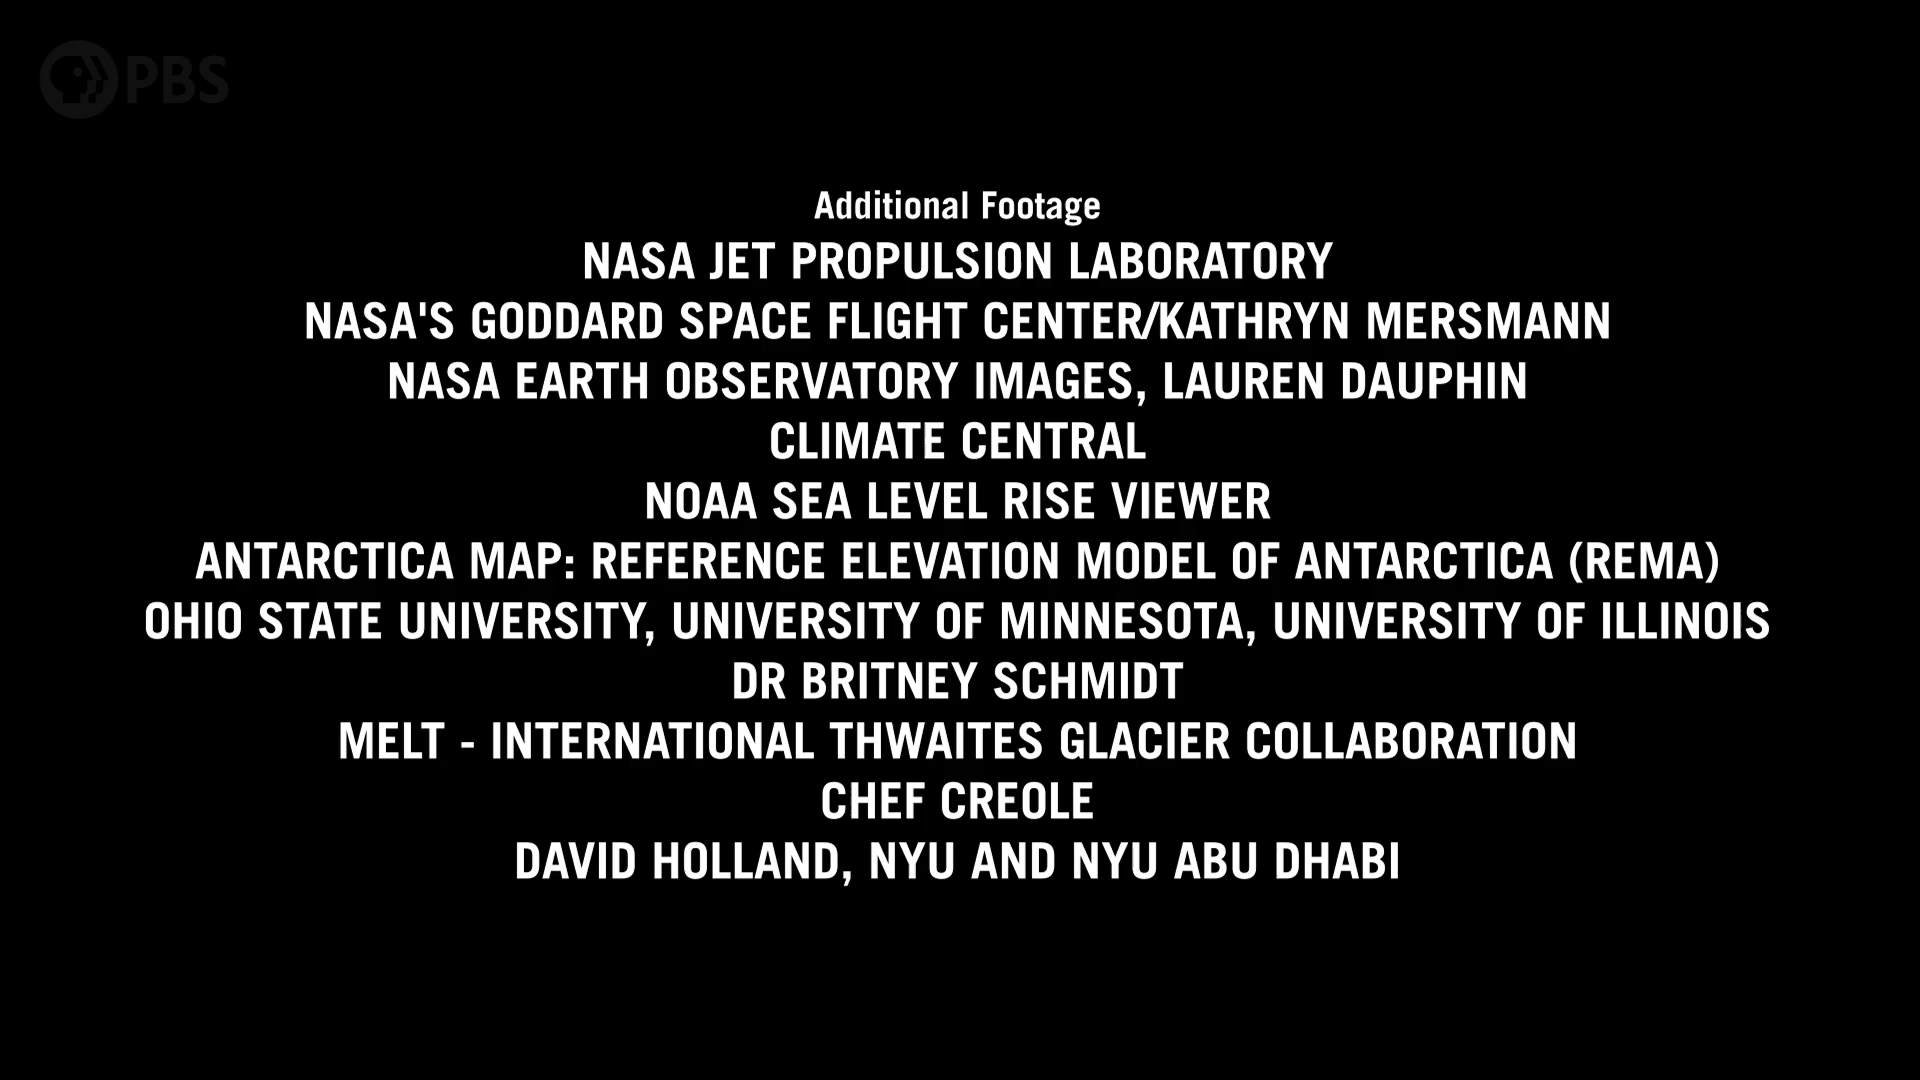 PBS
Additional Footage
NASA JET PROPULSION LABORATORY
NASA'S GODDARD SPACE FLIGHT CENTER/KATHRYN MERSMANN
NASA EARTH OBSERVATORY IMAGES, LAUREN DAUPHIN
CLIMATE CENTRAL
NOAA SEA LEVEL RISE VIEWER
ANTARCTICA MAP: REFERENCE ELEVATION MODEL OF ANTARCTICA (REMA)
OHIO STATE UNIVERSITY, UNIVERSITY OF MINNESOTA, UNIVERSITY OF ILLINOIS
DR BRITNEY SCHMIDT
MELT - INTERNATIONAL THWAITES GLACIER COLLABORATION
CHEF CREOLE
DAVID HOLLAND, NYU AND NYU ABU DHABI